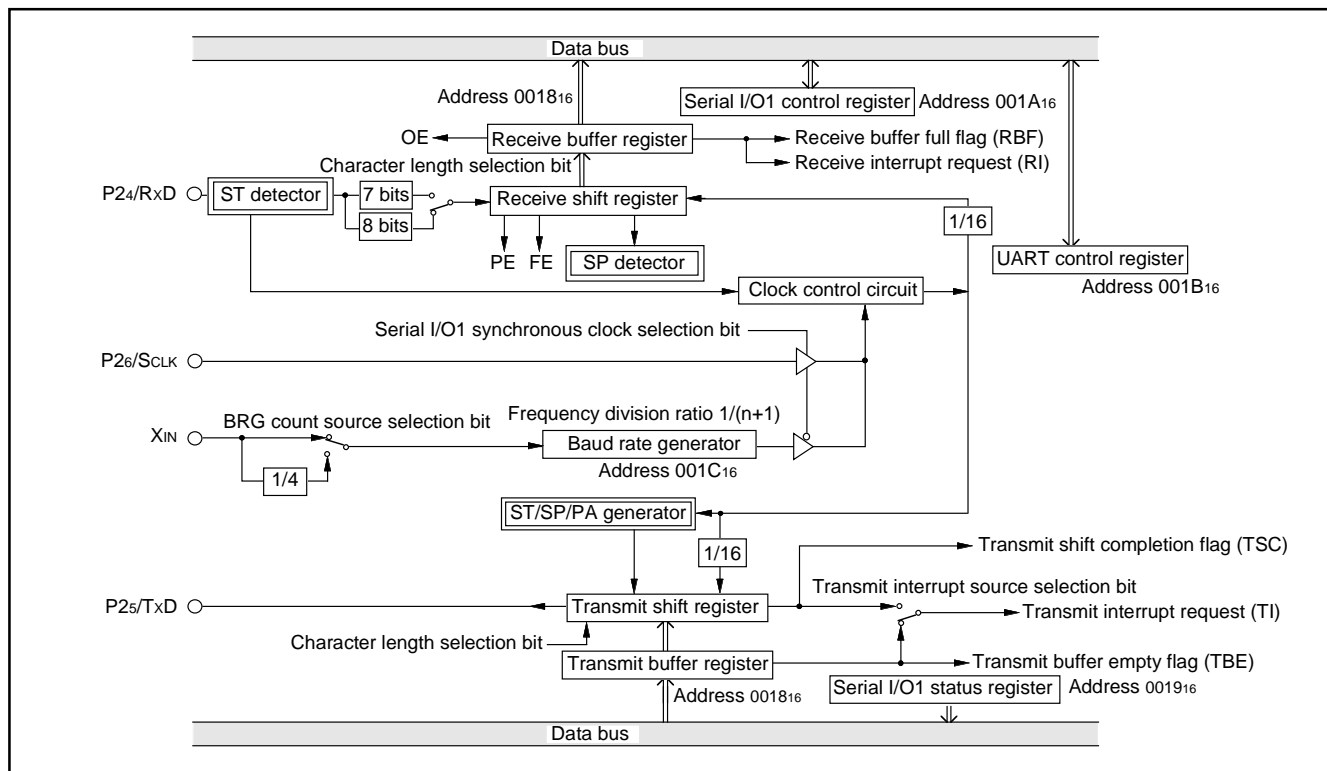 Data bus
Address 001816
Serial I/O1 control register
Address 001A16
OE
Receive buffer register
Receive buffer full flag (RBF)
Receive interrupt request (RI)
Character length selection bit
P24/RXD
ST detector
7 bits
8 bits
Receive shift register
1/16
PE
FE
SP detector
UART control register
Address 001B16
Clock control circuit
Serial I/O1 synchronous clock selection bit
P26/SCLK
BRG count source selection bit
Frequency division ratio 1/(n+1)
XIN
Baud rate generator
1/4
Address 001C16
ST/SP/PA generator
1/16
Transmit shift completion flag (TSC)
Transmit interrupt source selection bit
P25/TXD
Transmit shift register
Transmit interrupt request (TI)
Character length selection bit
Transmit buffer register
Transmit buffer empty flag (TBE)
Address 001816
Serial I/O1 status register
Address 001916
Data bus